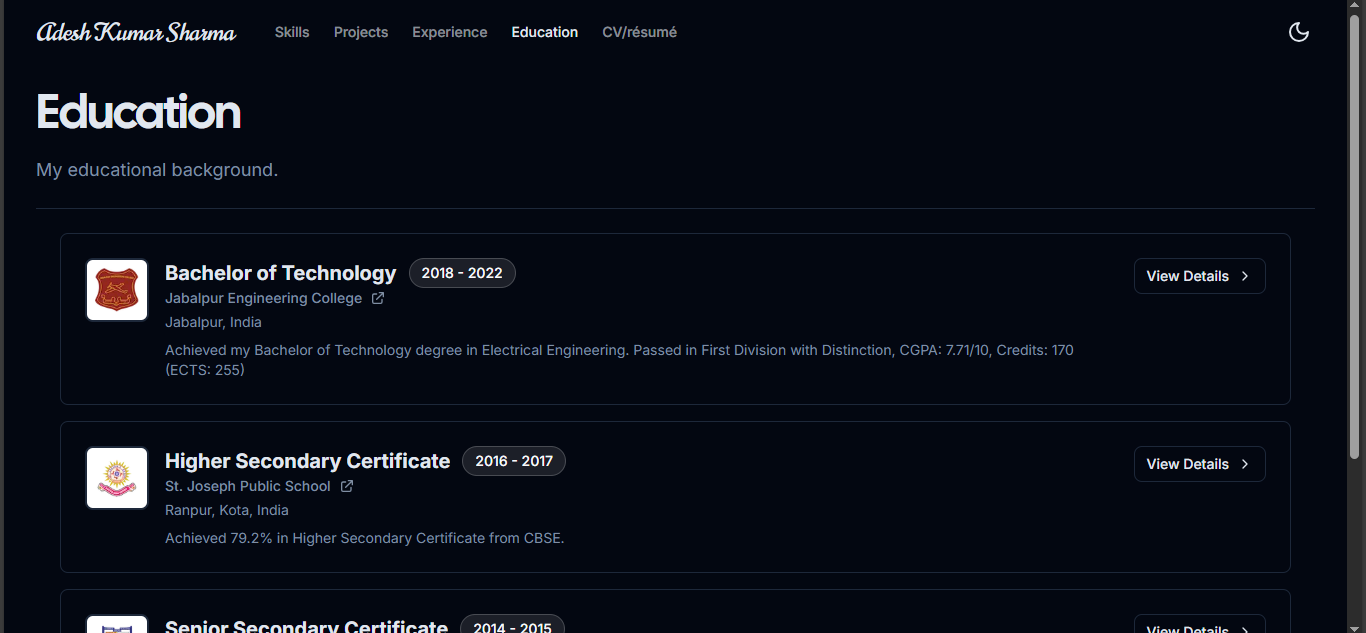 Adesh Kumar Sharma
Skills
Projects
Experience
Education
CV/résumé
Education
My educational background.
Bachelor of Technology
2018 - 2022
View Details
Jabalpur Engineering College
Jabalpur, India
Achieved my Bachelor of Technology degree in Electrical Engineering. Passed in First Division with Distinction, CGPA: 7.71/10, Credits: 170
(ECTS: 255)
Higher Secondary Certificate
2016 - 2017
View Details
St. Joseph Public School
Ranpur, Kota, India
Achieved 79.2% in Higher Secondary Certificate from CBSE.
Senior Secondary Certificate
2014 - 2015
View Details